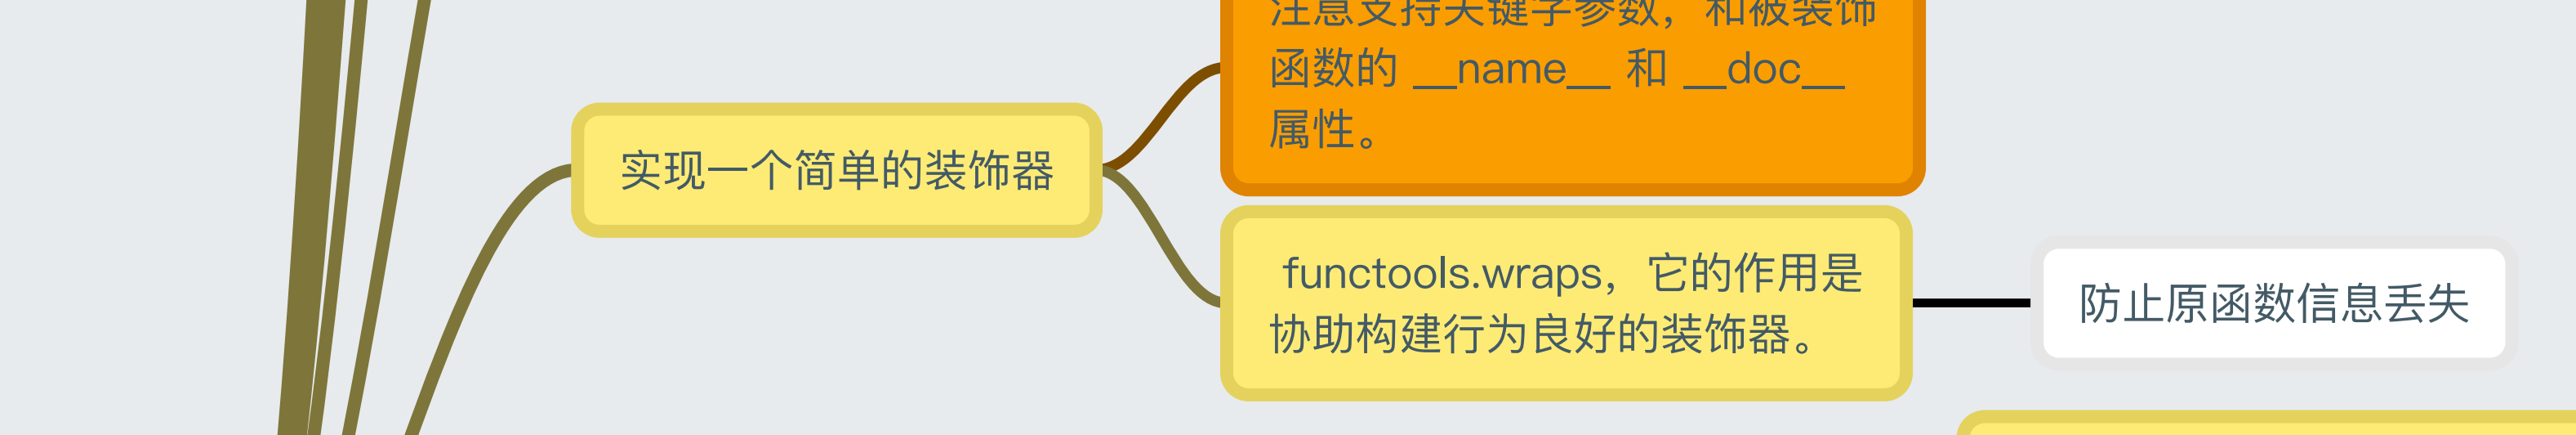 注意支持关键字参数，和被装饰
函数的 __name__ 和 __doc__
属性。
实现一个简单的装饰器
functools.wraps，它的作用是
协助构建行为良好的装饰器。
防止原函数信息丢失